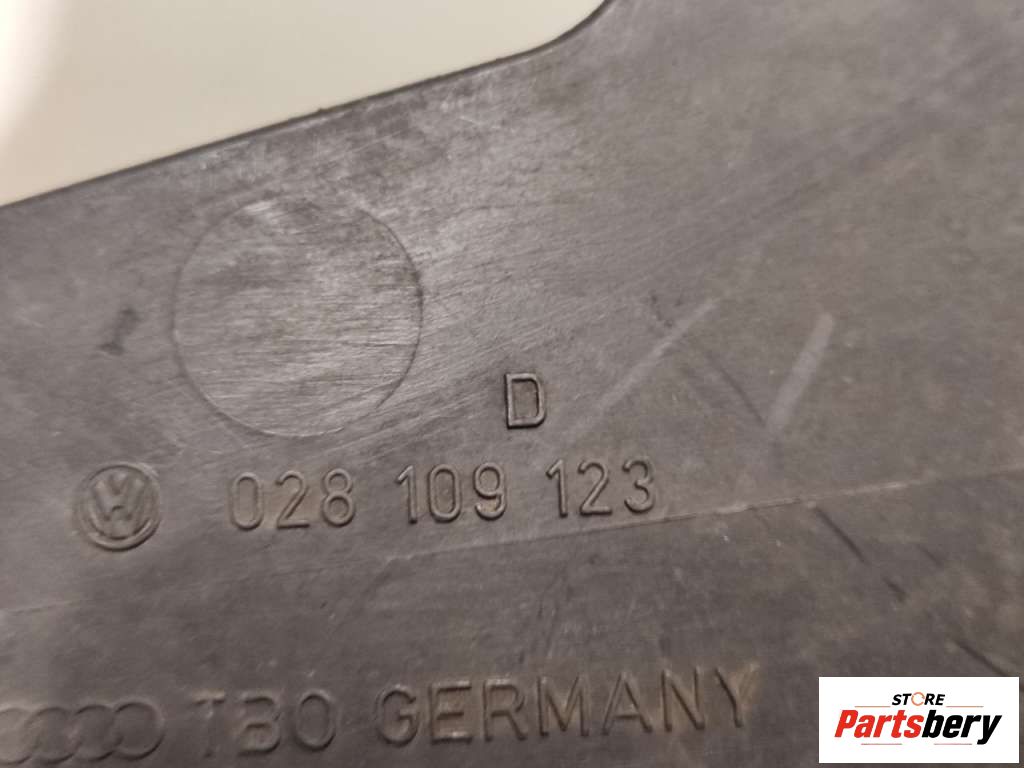 D
028 109 123
TBO GERMANY
STORE
Partsbery